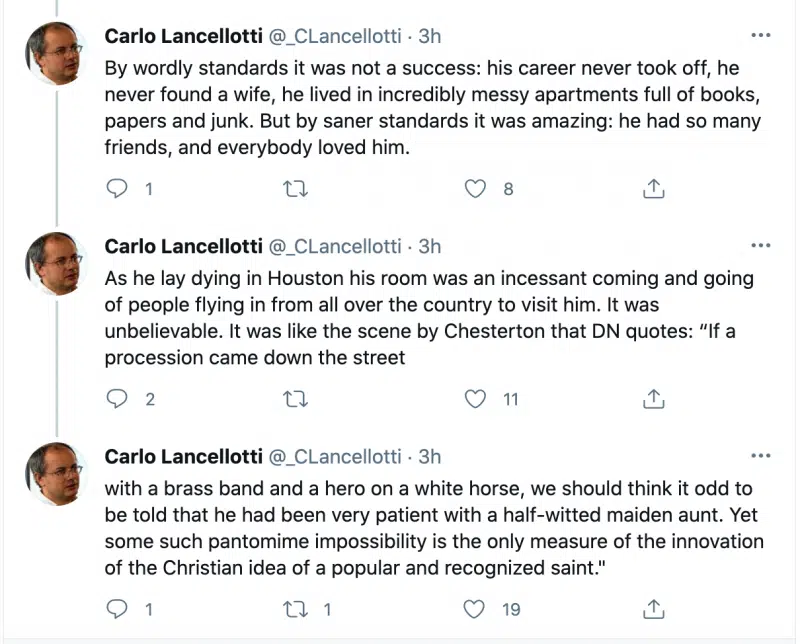 Carlo Lancellotti @_CLancellotti · 3h
By wordly standards it was not a success: his career never took off, he
never found a wife, he lived in incredibly messy apartments full of books,
papers and junk. But by saner standards it was amazing: he had so many
friends, and everybody loved him.
1 8
Carlo Lancellotti @_CLancellotti · 3h
As he lay dying in Houston his room was an incessant coming and going
of people flying in from all over the country to visit him. It was
unbelievable. It was like the scene by Chesterton that DN quotes: “If a
procession came down the street
2 11
Carlo Lancellotti @_CLancellotti · 3h
with a brass band and a hero on a white horse, we should think it odd to
be told that he had been very patient with a half-witted maiden aunt. Yet
some such pantomime impossibility is the only measure of the innovation
of the Christian idea of a popular and recognized saint."
1 1 19